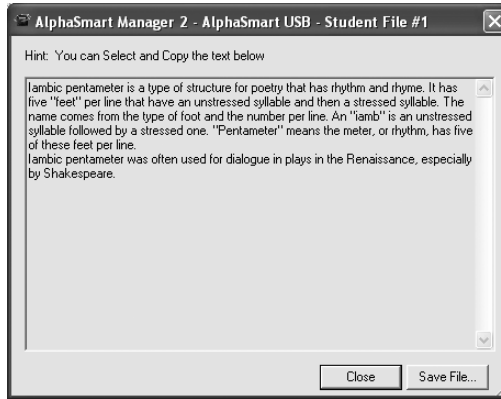 AlphaSmart Manager 2 - AlphaSmart USB - Student File #1
Hint: You can Select and Copy the text below
Iambic pentameter is a type of structure for poetry that has rhythm and rhyme. It has
five "feet" per line that have an unstressed syllable and then a stressed syllable. The
name comes from the type of foot and the number per line. An "iamb" is an unstressed
syllable followed by a stressed one. "Pentameter" means the meter, or rhythm, has five
of these feet per line.
Iambic pentameter was often used for dialogue in plays in the Renaissance, especially
by Shakespeare.
Close
Save File...